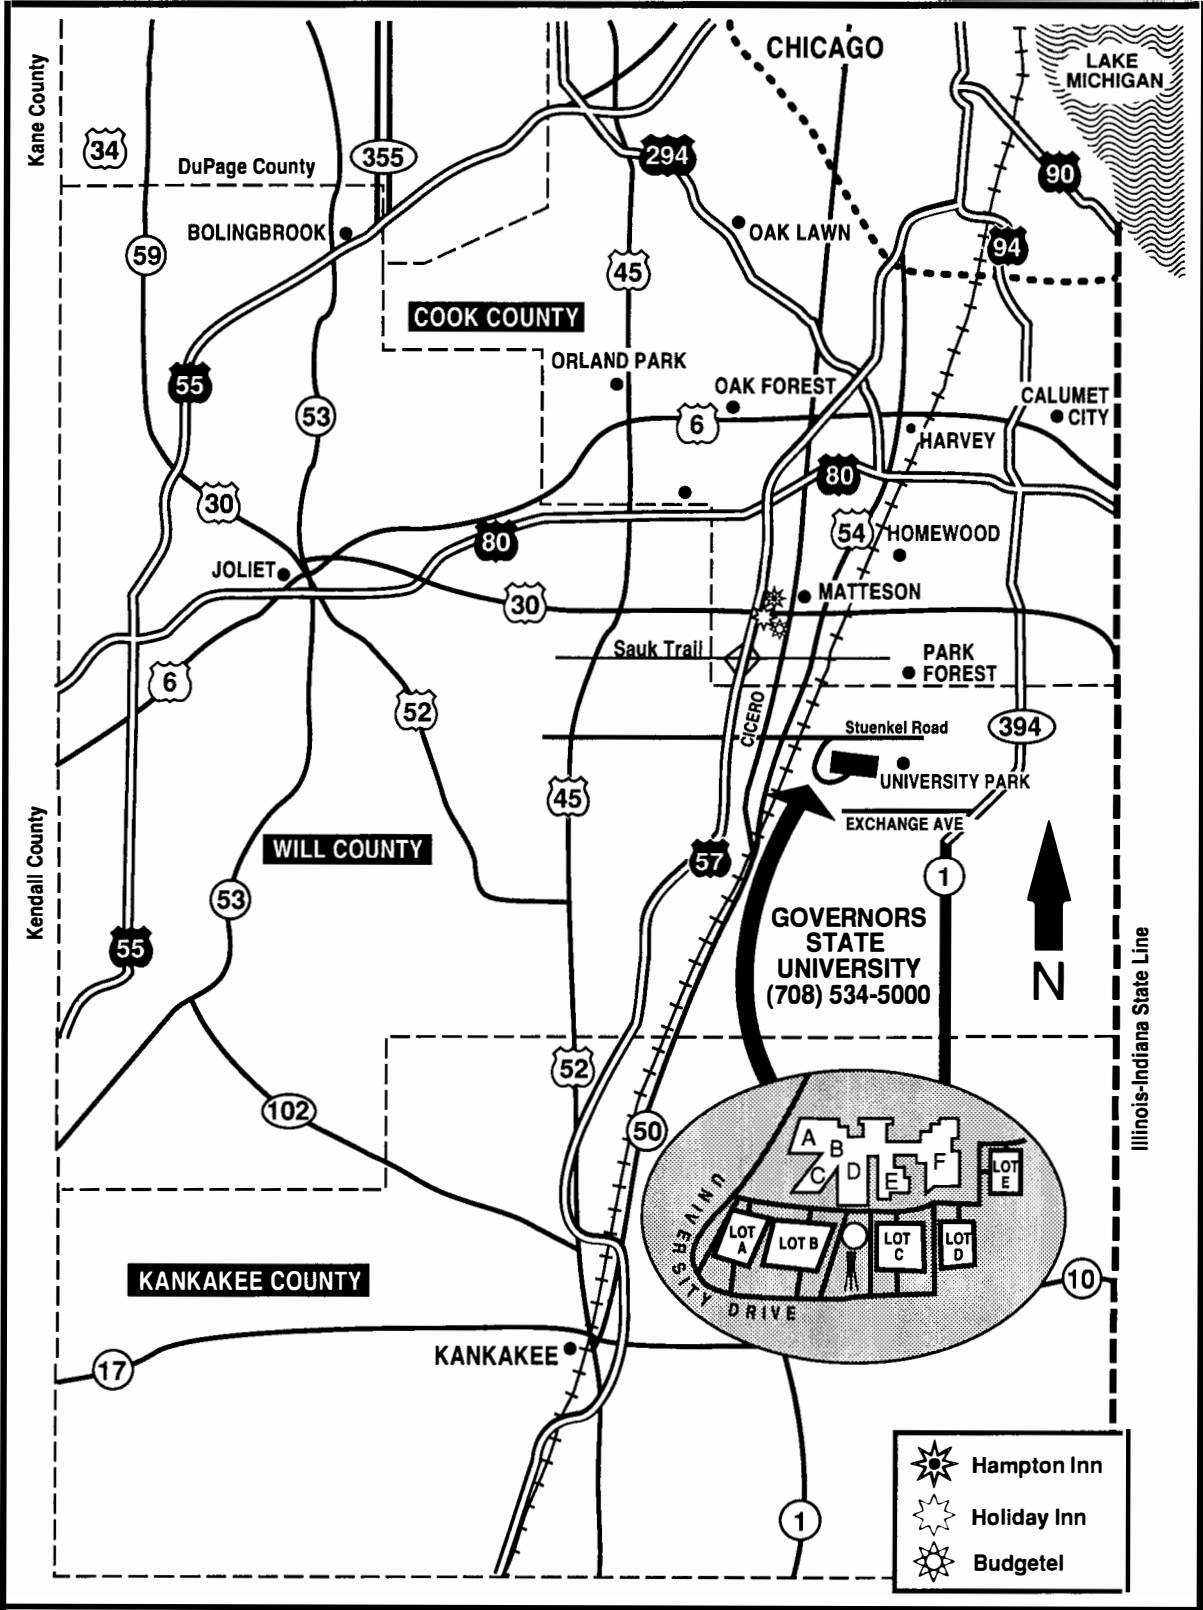 CHICAGO
LAKE
MICHIGAN
Kane County
34
DuPage County
355
294
90
BOLINGBROOK
OAK LAWN
59
45
94
COOK COUNTY
ORLAND PARK
55
OAK FOREST
CALUMET
CITY
53
6
HARVEY
80
30
54
HOMEWOOD
80
JOLIET
30
MATTESON
Sauk Trail
PARK
FOREST
6
52
CICERO
394
Stuenkel Road
UNIVERSITY PARK
45
EXCHANGE AVE
Kendall County
WILL COUNTY
57
1
53
GOVERNORS
STATE
UNIVERSITY
(708) 534-5000
N
55
Illinois-Indiana State Line
52
102
50
A
B
C
D
E
F
LOT
E
LOT
A
LOT B
LOT
C
LOT
D
UNIVERSITY DRIVE
10
KANKAKEE COUNTY
KANKAKEE
17
1
Hampton Inn
Holiday Inn
Budgetel